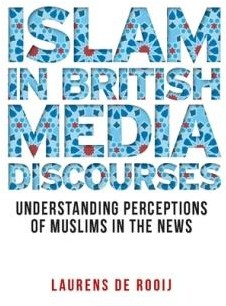 ISLAM
IN BRITISH
MEDIA
DISCOURSES
UNDERSTANDING PERCEPTIONS
OF MUSLIMS IN THE NEWS
LAURENS DE ROOIJ